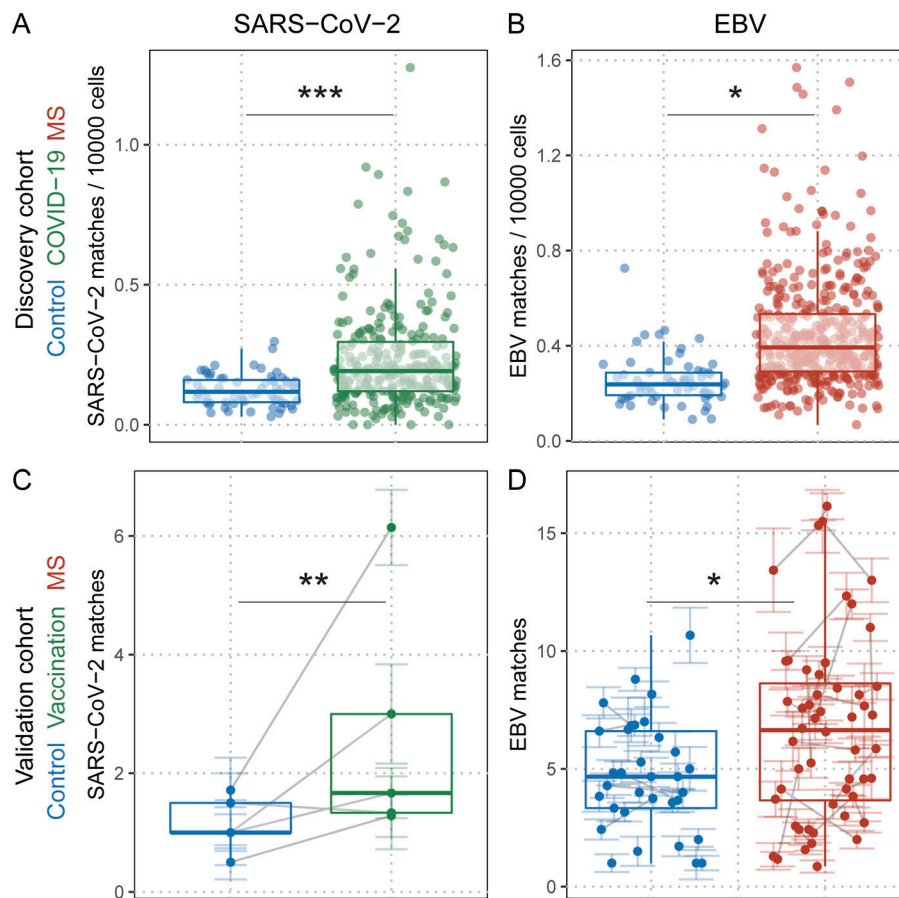 A
SARS−CoV−2
B
EBV
Discovery cohort
Control COVID−19 MS
SARS−CoV−2 matches / 10000 cells
1.0
0.5
0.0
***
EBV matches / 10000 cells
1.6
1.2
0.8
0.4
0.0
*
C
D
Validation cohort
Control Vaccination MS
SARS−CoV−2 matches
6
4
2
0
**
EBV matches
15
10
5
0
*